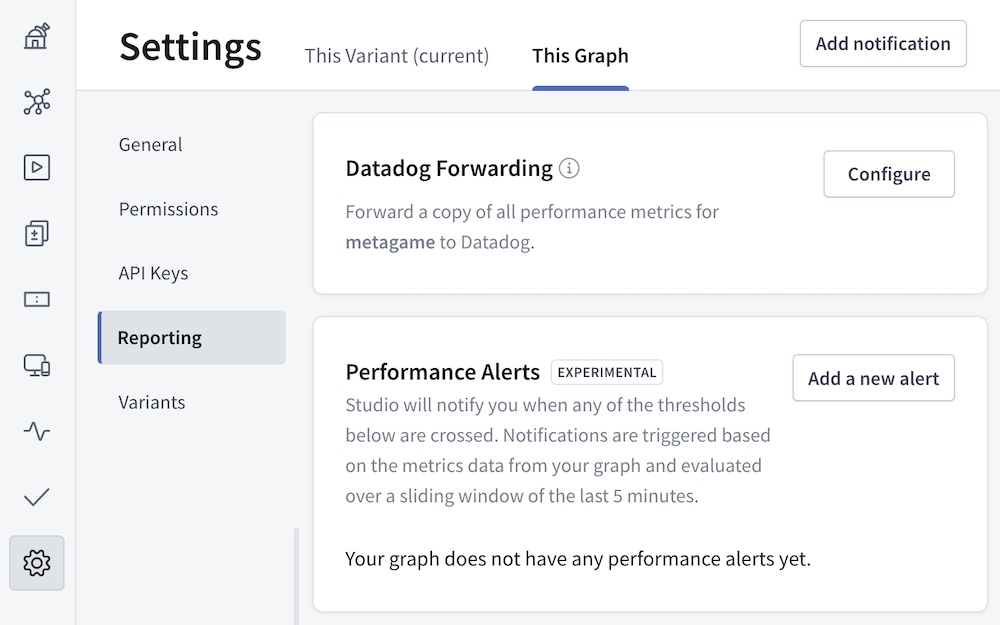 Settings
This Variant (current)
This Graph
Add notification
General
Permissions
API Keys
Reporting
Variants
Datadog Forwarding
Configure
Forward a copy of all performance metrics for
metagame to Datadog.
Performance Alerts EXPERIMENTAL
Add a new alert
Studio will notify you when any of the thresholds
below are crossed. Notifications are triggered based
on the metrics data from your graph and evaluated
over a sliding window of the last 5 minutes.
Your graph does not have any performance alerts yet.